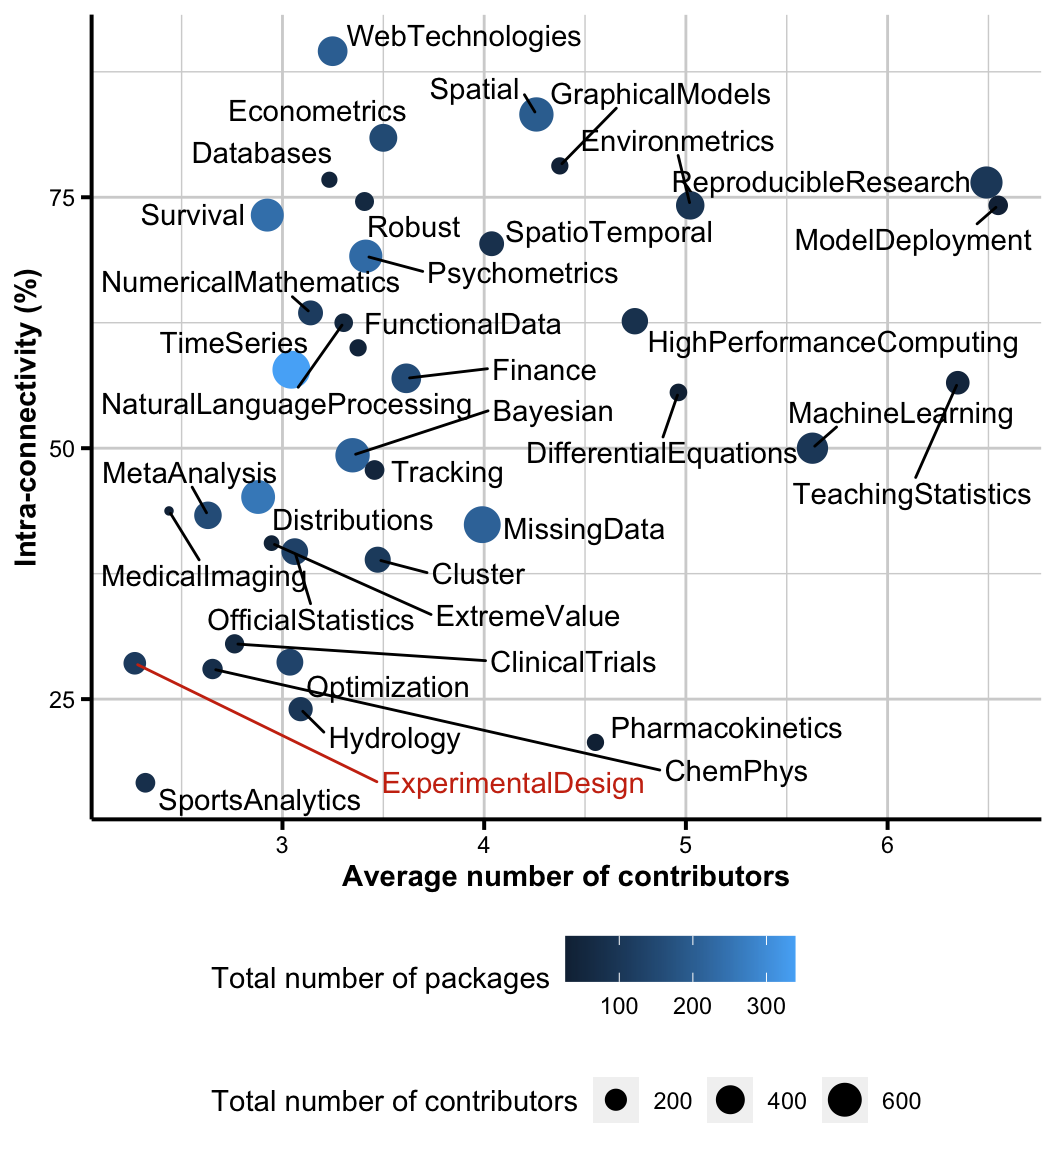 WebTechnologies
Spatial
GraphicalModels
Econometrics
Environmetrics
Databases
ReproducibleResearch
75
Survival
Robust
SpatioTemporal
ModelDeployment
Psychometrics
NumericalMathematics
FunctionalData
TimeSeries
HighPerformanceComputing
Finance
NaturalLanguageProcessing
Bayesian
MachineLearning
50
DifferentialEquations
MetaAnalysis
Tracking
TeachingStatistics
Distributions
MissingData
MedicalImaging
Cluster
OfficialStatistics
ExtremeValue
ClinicalTrials
Optimization
25
Pharmacokinetics
Hydrology
ChemPhys
ExperimentalDesign
SportsAnalytics
Intra-connectivity (%)
3 4 5 6
Average number of contributors
Total number of packages
100 200 300
Total number of contributors 200 400 600